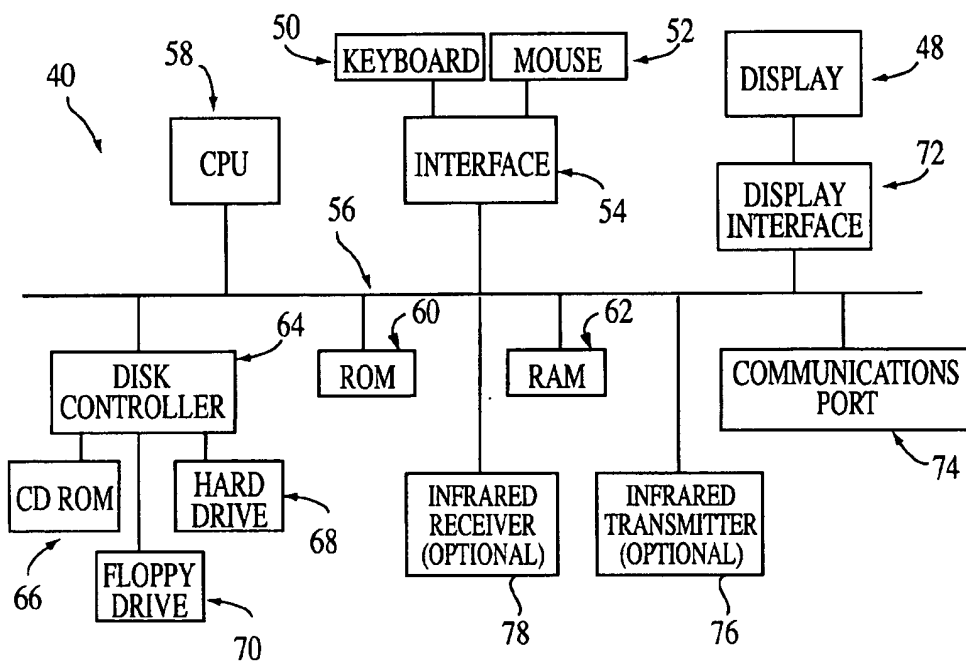 50
52
58
KEYBOARD
MOUSE
48
40
DISPLAY
CPU
INTERFACE
72
54
DISPLAY
INTERFACE
56
60
62
64
ROM
RAM
DISK
CONTROLLER
COMMUNICATIONS
PORT
74
CD ROM
HARD
DRIVE
68
INFRARED
RECEIVER
(OPTIONAL)
INFRARED
TRANSMITTER
(OPTIONAL)
66
FLOPPY
DRIVE
70
78
76